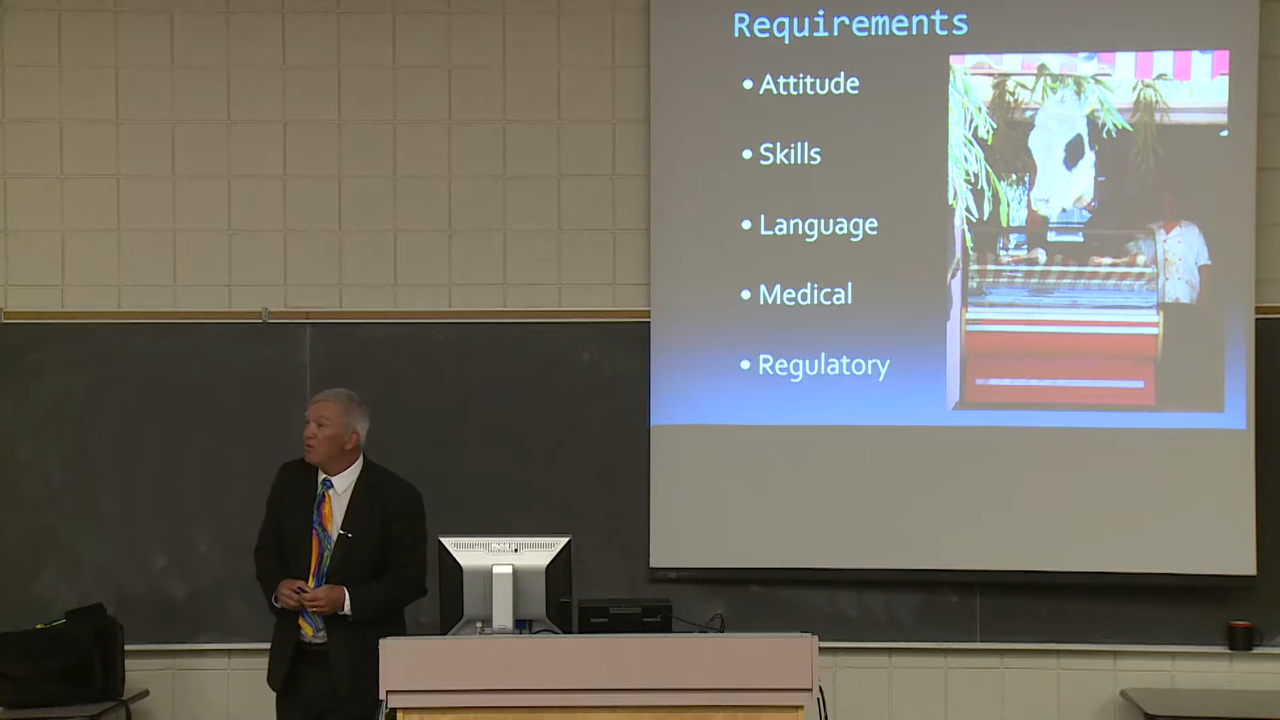 Requirements
• Attitude
• Skills
• Language
• Medical
• Regulatory